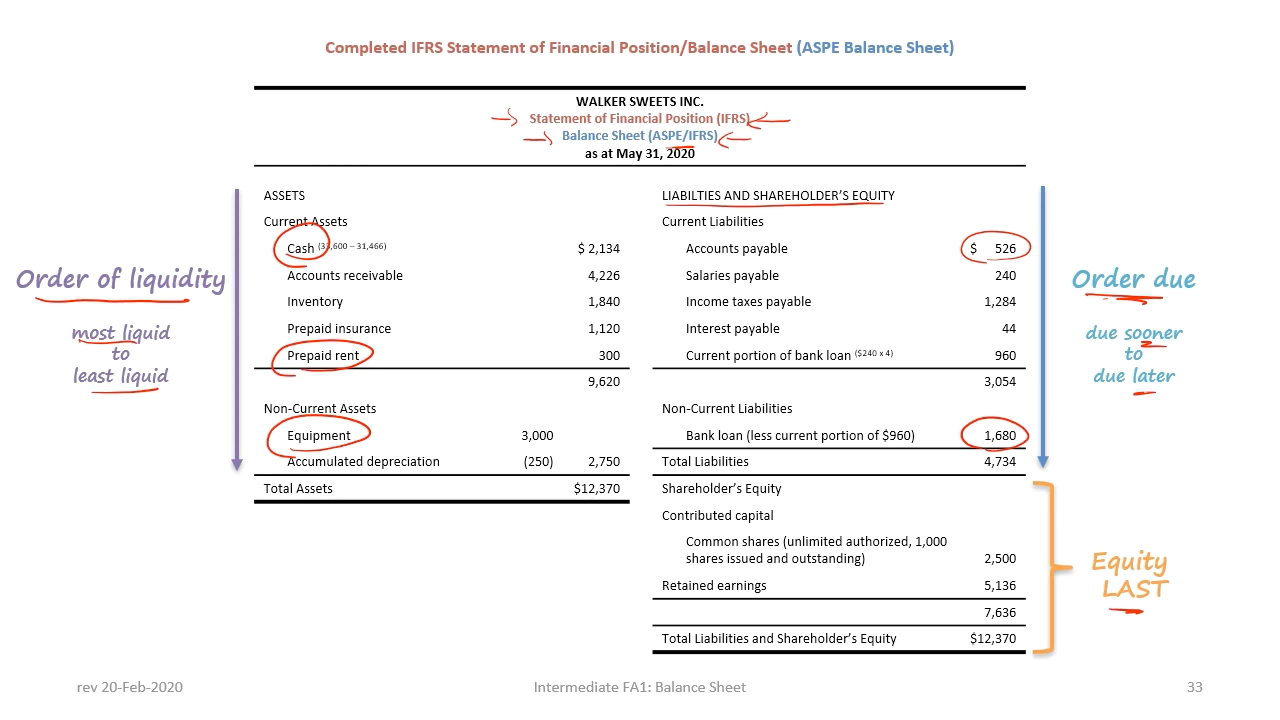 Completed IFRS Statement of Financial Position/Balance Sheet (ASPE Balance Sheet)
WALKER SWEETS INC.
Statement of Financial Position (IFRS)
Balance Sheet (ASPE/IFRS)
as at May 31, 2020
ASSETS
Current Assets
Cash (33,600 – 31,466) $ 2,134
Accounts receivable 4,226
Inventory 1,840
Prepaid insurance 1,120
Prepaid rent 300
9,620
Non-Current Assets
Equipment 3,000
Accumulated depreciation (250) 2,750
Total Assets $12,370
LIABILTIES AND SHAREHOLDER’S EQUITY
Current Liabilities
Accounts payable $ 526
Salaries payable 240
Income taxes payable 1,284
Interest payable 44
Current portion of bank loan ($240 x 4) 960
3,054
Non-Current Liabilities
Bank loan (less current portion of $960) 1,680
Total Liabilities 4,734
Shareholder’s Equity
Contributed capital
Common shares (unlimited authorized, 1,000
shares issued and outstanding) 2,500
Retained earnings 5,136
7,636
Total Liabilities and Shareholder’s Equity $12,370
Order of liquidity
most liquid
to
least liquid
Order due
due sooner
to
due later
Equity
LAST
rev 20-Feb-2020
Intermediate FA1: Balance Sheet
33